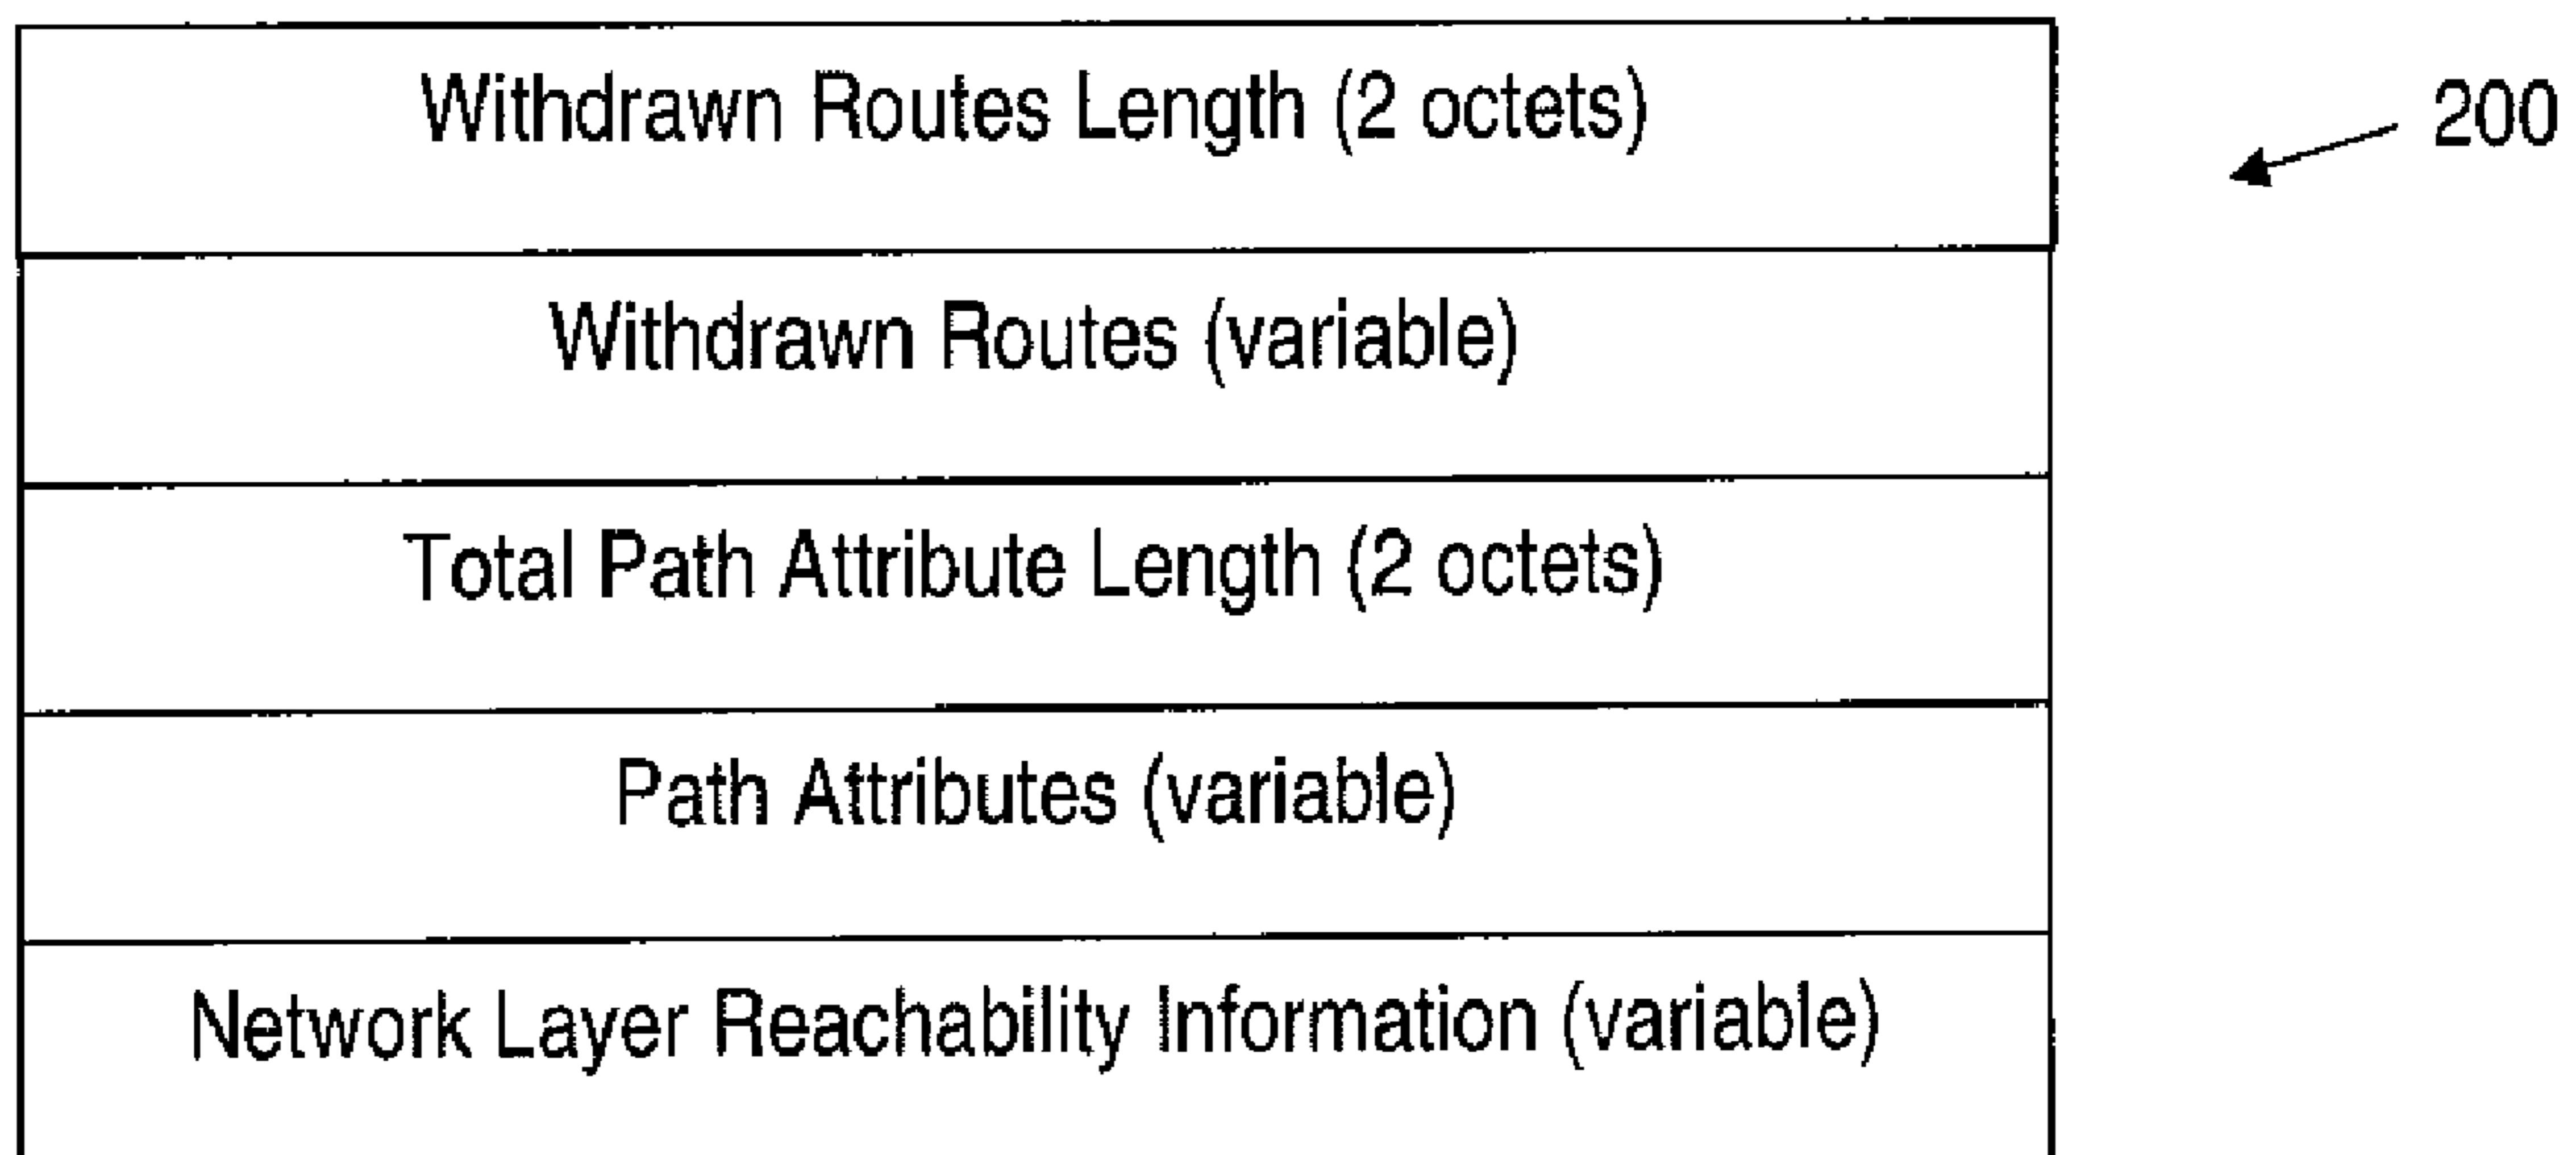 Withdrawn Routes Length (2 octets)
200
Withdrawn Routes (variable)
Total Path Attribute Length (2 octets)
Path Attributes (variable)
Network Layer Reachability Information (variable)